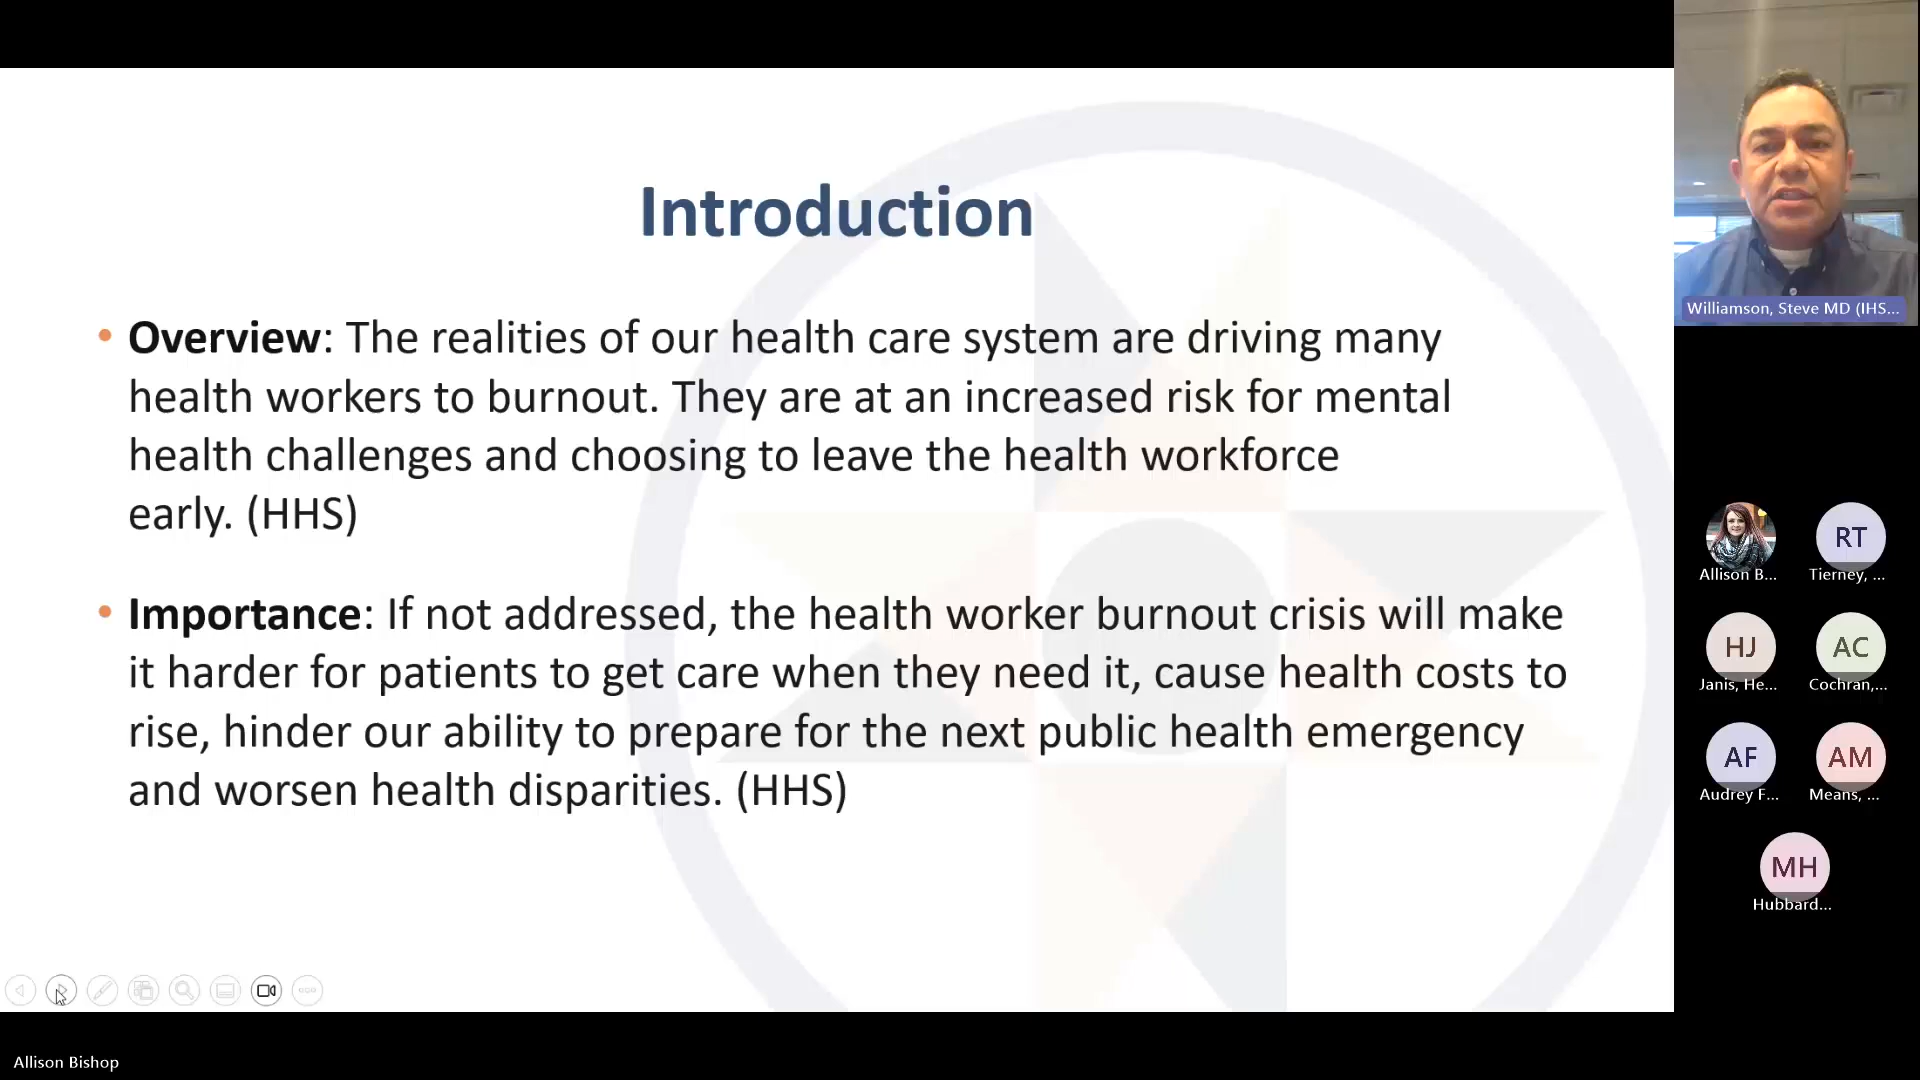 Introduction
• Overview: The realities of our health care system are driving many
health workers to burnout. They are at an increased risk for mental
health challenges and choosing to leave the health workforce
early. (HHS)
• Importance: If not addressed, the health worker burnout crisis will make
it harder for patients to get care when they need it, cause health costs to
rise, hinder our ability to prepare for the next public health emergency
and worsen health disparities. (HHS)
Williamson, Steve MD (IHS...
Allison B...
RT
Tierney, ...
HJ
Janis, He...
AC
Cochran,...
AF
Audrey F...
AM
Means, ...
MH
Hubbard...
Allison Bishop